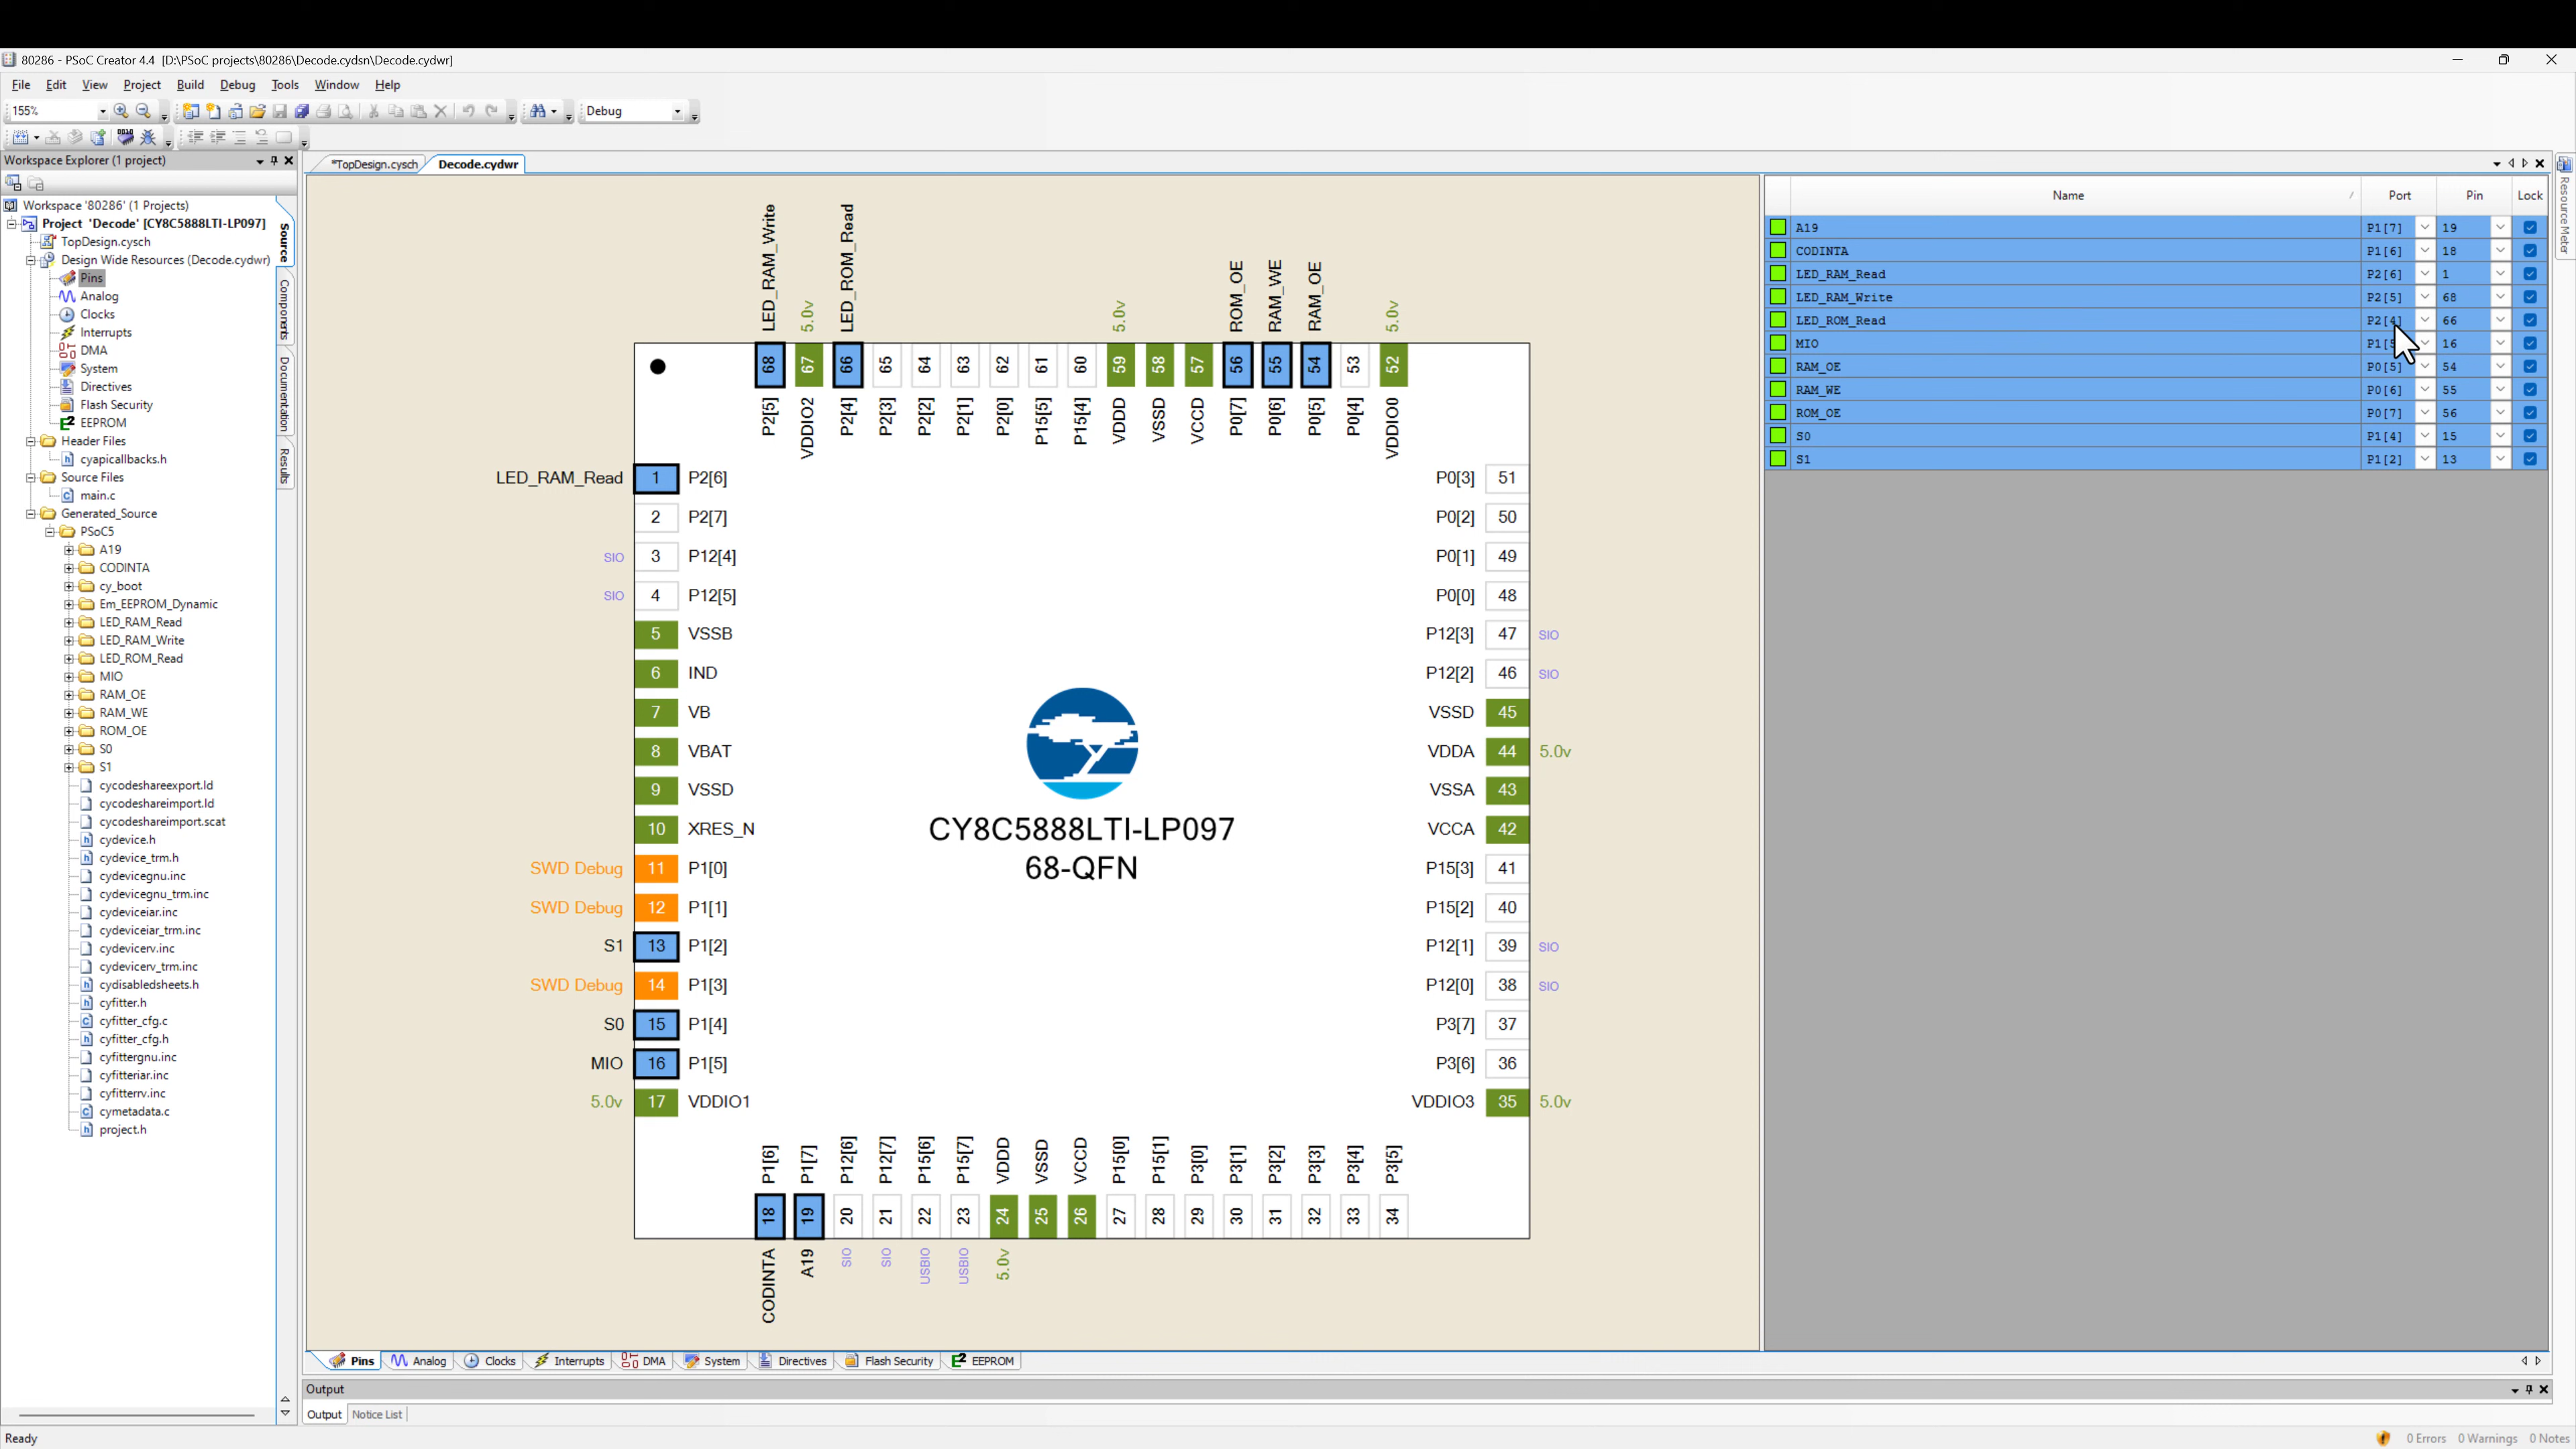 80286 - PSoC Creator 4.4 [D:\PSoC projects\80286\Decode.cydsn\Decode.cydwr]
File Edit View Project Build Debug Tools Window Help
155% Debug
Workspace Explorer (1 project)
Workspace '80286' (1 Projects)
Project 'Decode' [CY8C5888LTI-LP097]
TopDesign.cysch
Design Wide Resources (Decode.cydwr)
Pins
Analog
Clocks
Interrupts
DMA
System
Directives
Flash Security
EEPROM
Header Files
cyapicallbacks.h
Source Files
main.c
Generated_Source
PSoC5
A19
CODINTA
cy_boot
Em_EEPROM_Dynamic
LED_RAM_Read
LED_RAM_Write
LED_ROM_Read
MIO
RAM_OE
RAM_WE
ROM_OE
S0
S1
cycodeshareexport.ld
cycodeshareimport.ld
cycodeshareimport.scat
cydevice.h
cydevice_trm.h
cydevicegnu.inc
cydevicegnu_trm.inc
cydeviceiar.inc
cydeviceiar_trm.inc
cydevicerv.inc
cydevicerv_trm.inc
cydisabledsheets.h
cyfitter.h
cyfitter_cfg.c
cyfitter_cfg.h
cyfittergnu.inc
cyfitteriar.inc
cyfitterrv.inc
cymetadata.c
project.h
Source
Components
Documentation
Results
*TopDesign.cysch Decode.cydwr
LED_RAM_Write 5.0v LED_ROM_Read 5.0v ROM_OE RAM_WE RAM_OE 5.0v
68 67 66 65 64 63 62 61 60 59 58 57 56 55 54 53 52
P2[5] VDDIO2 P2[4] P2[3] P2[2] P2[1] P2[0] P15[5] P15[4] VDDD VSSD VCCD P0[7] P0[6] P0[5] P0[4] VDDIO0
LED_RAM_Read 1 P2[6]
2 P2[7]
SIO 3 P12[4]
SIO 4 P12[5]
5 VSSB
6 IND
7 VB
8 VBAT
9 VSSD
10 XRES_N
SWD Debug 11 P1[0]
SWD Debug 12 P1[1]
S1 13 P1[2]
SWD Debug 14 P1[3]
S0 15 P1[4]
MIO 16 P1[5]
5.0v 17 VDDIO1
CY8C5888LTI-LP097
68-QFN
P0[3] 51
P0[2] 50
P0[1] 49
P0[0] 48
P12[3] 47 SIO
P12[2] 46 SIO
VSSD 45
VDDA 44 5.0v
VSSA 43
VCCA 42
P15[3] 41
P15[2] 40
P12[1] 39 SIO
P12[0] 38 SIO
P3[7] 37
P3[6] 36
VDDIO3 35 5.0v
P1[6] P1[7] P12[6] P12[7] P15[6] P15[7] VDDD VSSD VCCD P15[0] P15[1] P3[0] P3[1] P3[2] P3[3] P3[4] P3[5]
18 19 20 21 22 23 24 25 26 27 28 29 30 31 32 33 34
CODINTA A19 SIO SIO USBIO USBIO 5.0v
Name Port Pin Lock
A19 P1[7] 19
CODINTA P1[6] 18
LED_RAM_Read P2[6] 1
LED_RAM_Write P2[5] 68
LED_ROM_Read P2[4] 66
MIO 16
RAM_OE P0[5] 54
RAM_WE P0[6] 55
ROM_OE P0[7] 56
S0 P1[4] 15
S1 P1[2] 13
Resource Meter
Pins Analog Clocks Interrupts DMA System Directives Flash Security EEPROM
Output
Output Notice List
Ready 0 Errors 0 Warnings 0 Notes